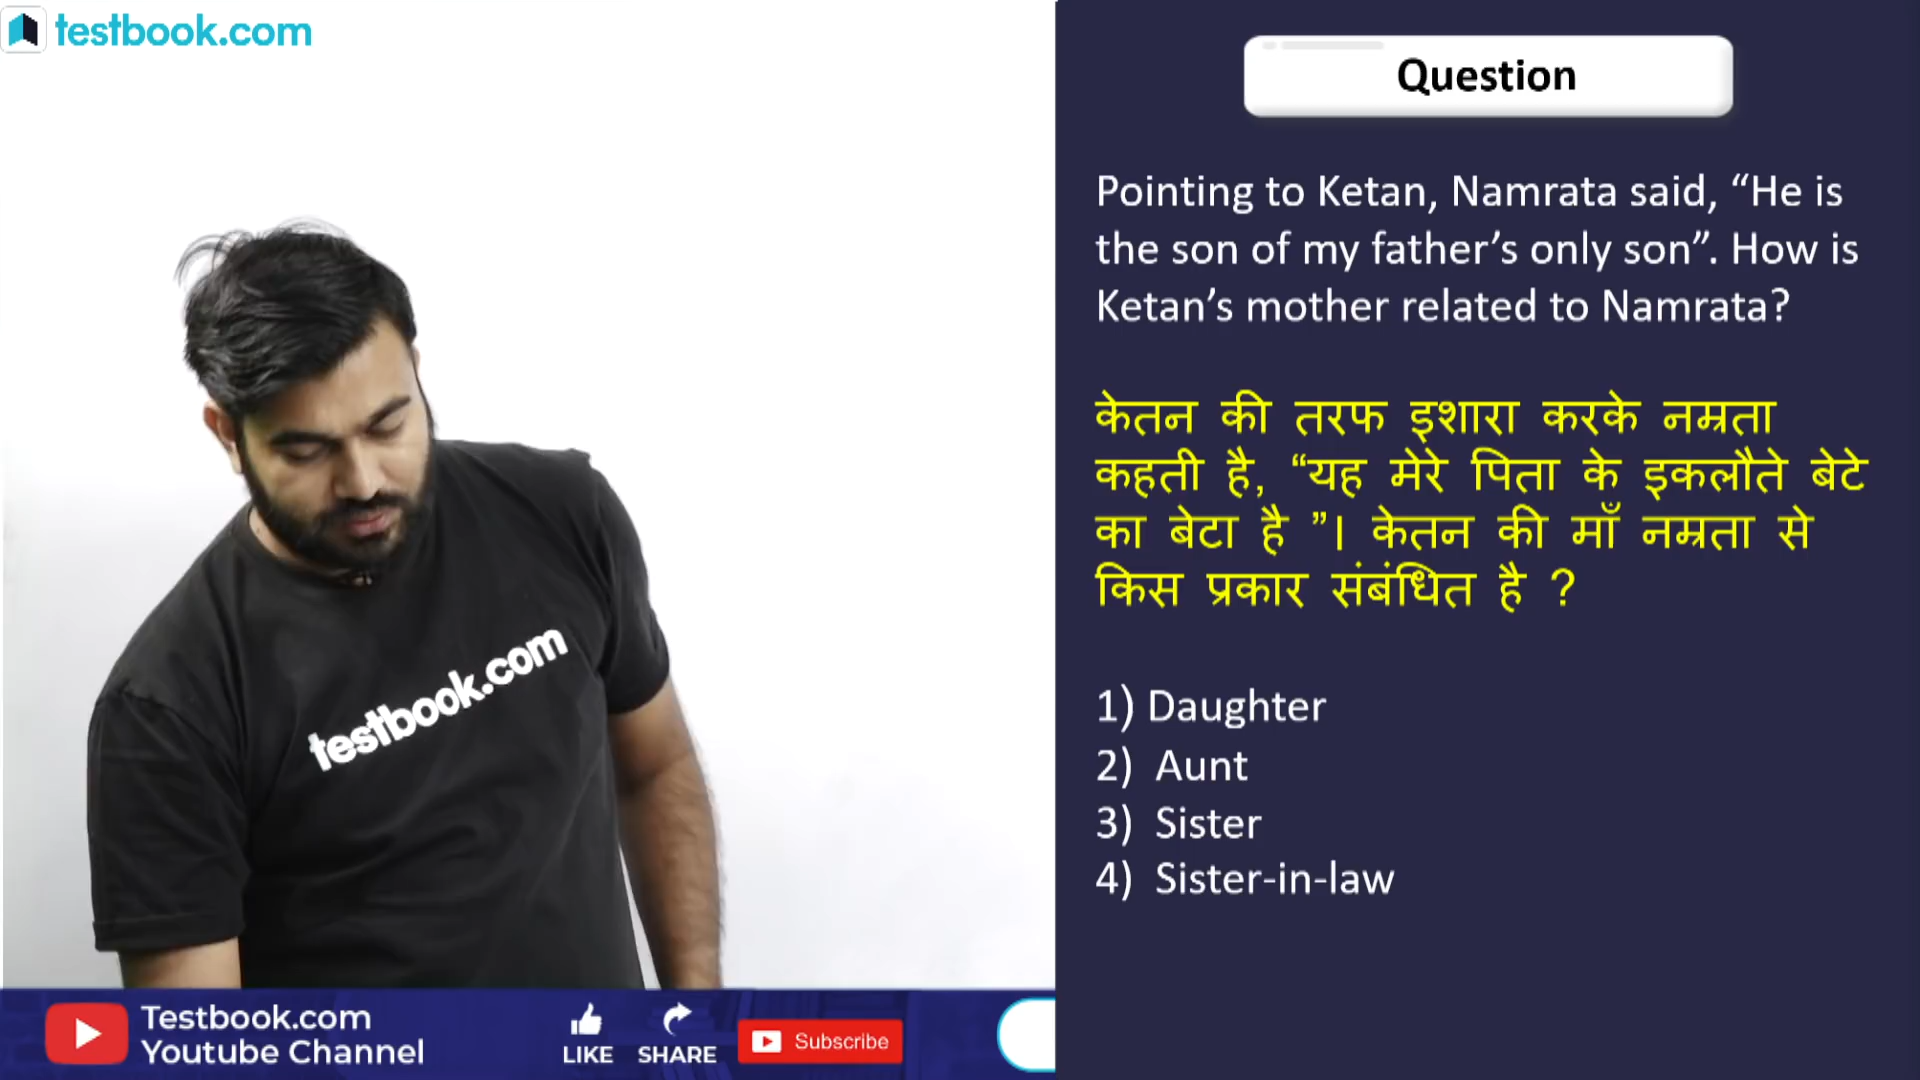 testbook.com
Question
Pointing to Ketan, Namrata said, “He is
the son of my father’s only son”. How is
Ketan’s mother related to Namrata?
केतन की तरफ इशारा करके नम्रता
कहती है, “यह मेरे पिता के इकलौते बेटे
का बेटा है ”। केतन की माँ नम्रता से
किस प्रकार संबंधित है ?
1) Daughter
2) Aunt
3) Sister
4) Sister-in-law
testbook.com
Testbook.com
Youtube Channel
LIKE
SHARE
Subscribe